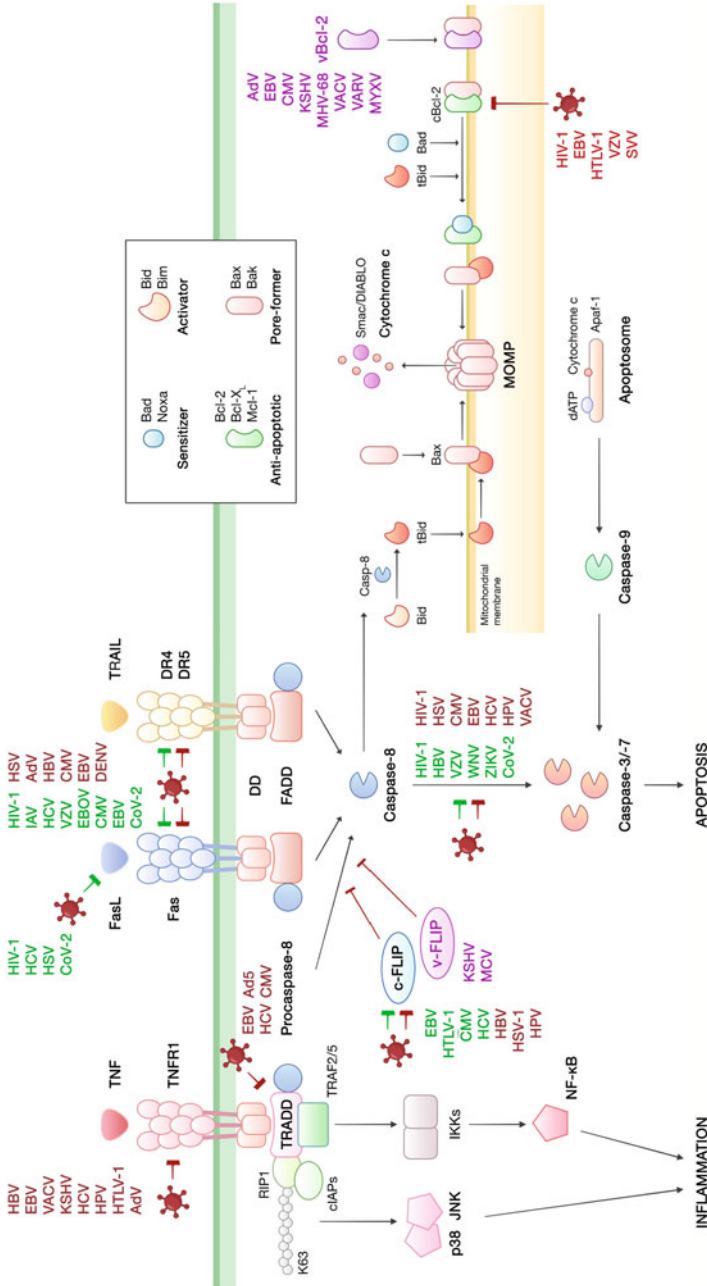 HBV
EBV
VACV
KSHV
HCV
HPV
HTLV-1
AdV
TNF
TNFR1
HIV-1
HCV
HSV
CoV-2
FasL
Fas
HIV-1 HSV
IAV AdV
HCV HBV
VZV CMV
EBOV EBV
CMV DENV
EBV
CoV-2
TRAIL
DR4
DR5
Bad
Noxa
Sensitizer
Bid
Bim
Activator
Bcl-2
Bcl-XL
Mcl-1
Anti-apoptotic
Bax
Bak
Pore-former
EBV Ad5
HCV CMV
Procaspase-8
DD
FADD
RIP1
TRADD
K63
cIAPs
TRAF2/5
AdV
EBV
CMV
KSHV
MHV-68
VACV
VARV
MYXV
vBcl-2
Smac/DIABLO
Cytochrome c
Caspase-8
Casp-8
Bid
tBid
Bax
tBid
Bad
cBcl-2
MOMP
Mitochondrial
membrane
c-FLIP
v-FLIP
KSHV
MCV
EBV
HTLV-1
CMV
HCV
HBV
HSV-1
HPV
HIV-1 HIV-1
HBV HSV
VZV CMV
WNV EBV
ZIKV HCV
CoV-2 HPV
VACV
HIV-1
EBV
HTLV-1
VZV
SVV
p38 JNK
IKKs
NF-κB
dATP
Cytochrome c
Apaf-1
Apoptosome
Caspase-9
Caspase-3/-7
INFLAMMATION
APOPTOSIS